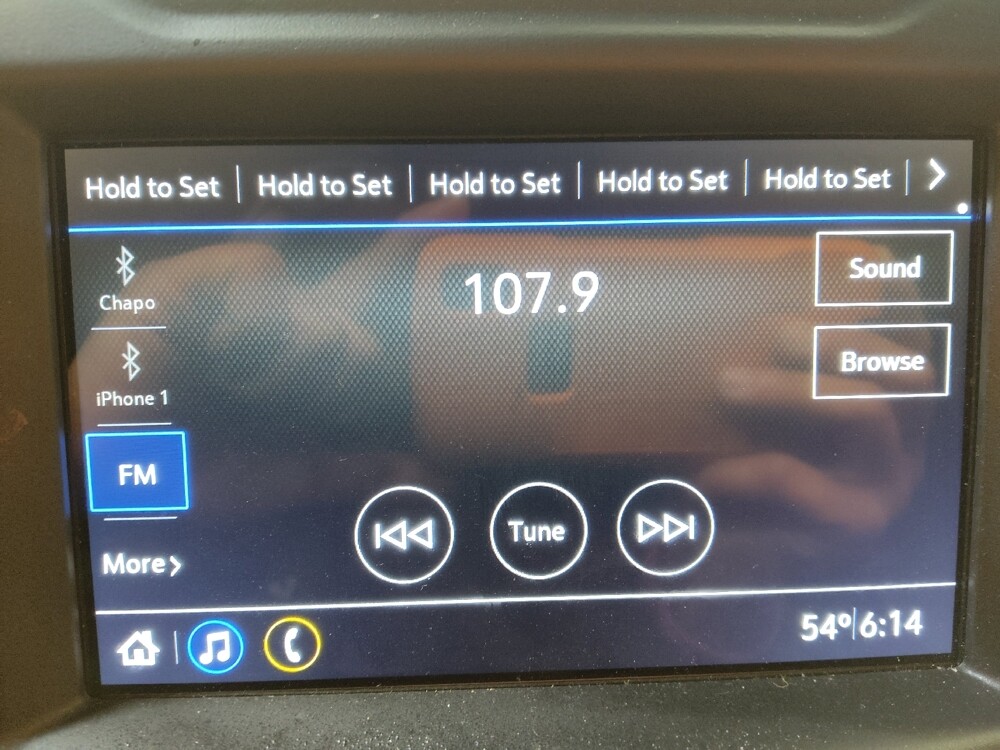 Hold to Set Hold to Set Hold to Set Hold to Set Hold to Set
Chapo
107.9
Sound
iPhone 1
Browse
FM
Tune
More
54° 6:14